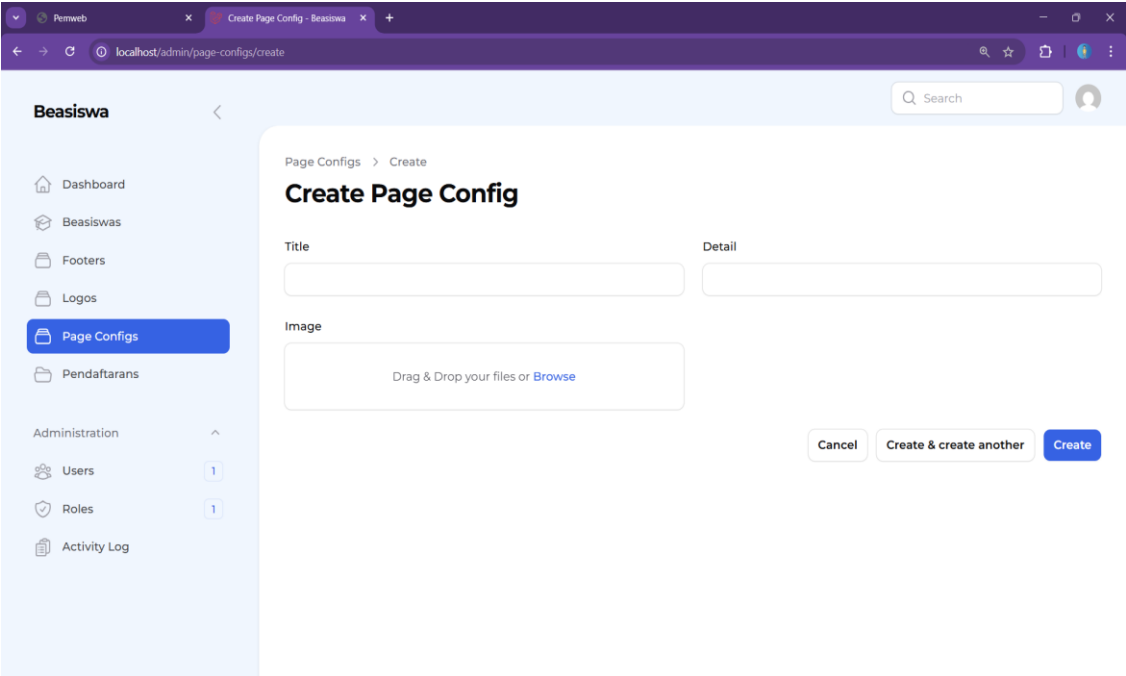 Pemweb
Create Page Config - Beasiswa
localhost/admin/page-configs/create
Beasiswa
Search
Dashboard
Beasiswas
Footers
Logos
Page Configs
Pendaftarans
Administration
Users 1
Roles 1
Activity Log
Page Configs > Create
Create Page Config
Title
Detail
Image
Drag & Drop your files or Browse
Cancel
Create & create another
Create